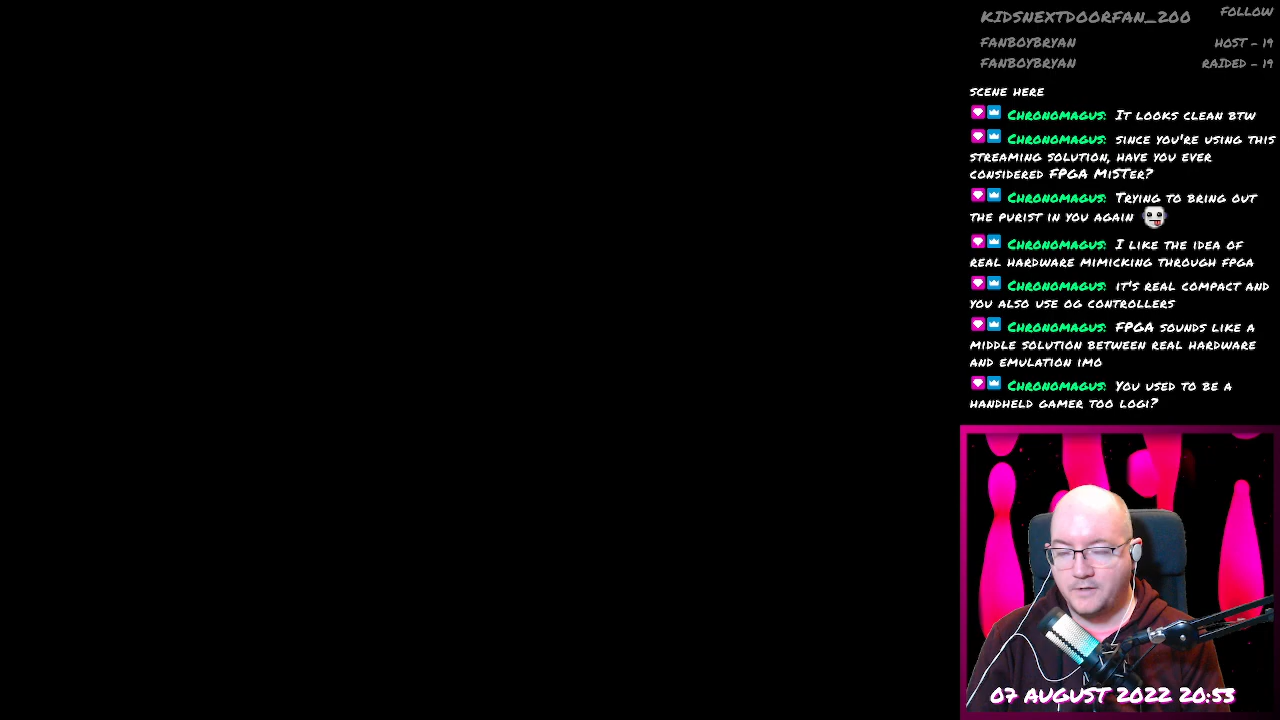 KIDSNEXTDOORFAN_200 FOLLOW
FANBOYBRYAN HOST - 19
FANBOYBRYAN RAIDED - 19
SCENE HERE
CHRONOMAGUS: IT LOOKS CLEAN BTW
CHRONOMAGUS: SINCE YOU'RE USING THIS
STREAMING SOLUTION, HAVE YOU EVER
CONSIDERED FPGA MISTER?
CHRONOMAGUS: TRYING TO BRING OUT
THE PURIST IN YOU AGAIN
CHRONOMAGUS: I LIKE THE IDEA OF
REAL HARDWARE MIMICKING THROUGH FPGA
CHRONOMAGUS: IT'S REAL COMPACT AND
YOU ALSO USE OG CONTROLLERS
CHRONOMAGUS: FPGA SOUNDS LIKE A
MIDDLE SOLUTION BETWEEN REAL HARDWARE
AND EMULATION IMO
CHRONOMAGUS: YOU USED TO BE A
HANDHELD GAMER TOO LOGI?
07 AUGUST 2022 20:53